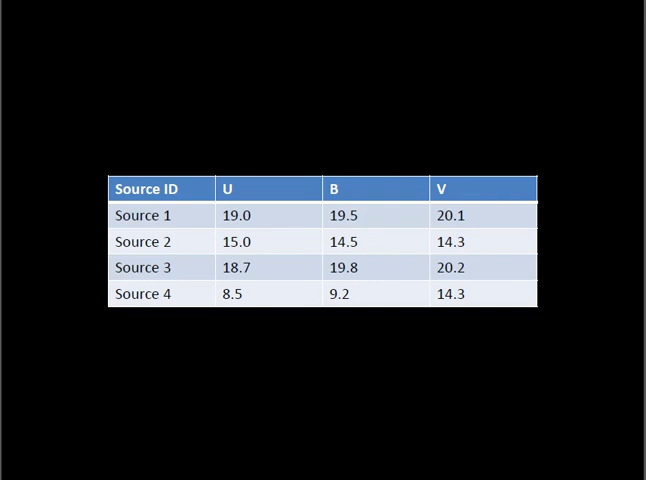 Source ID U B V
Source 1 19.0 19.5 20.1
Source 2 15.0 14.5 14.3
Source 3 18.7 19.8 20.2
Source 4 8.5 9.2 14.3